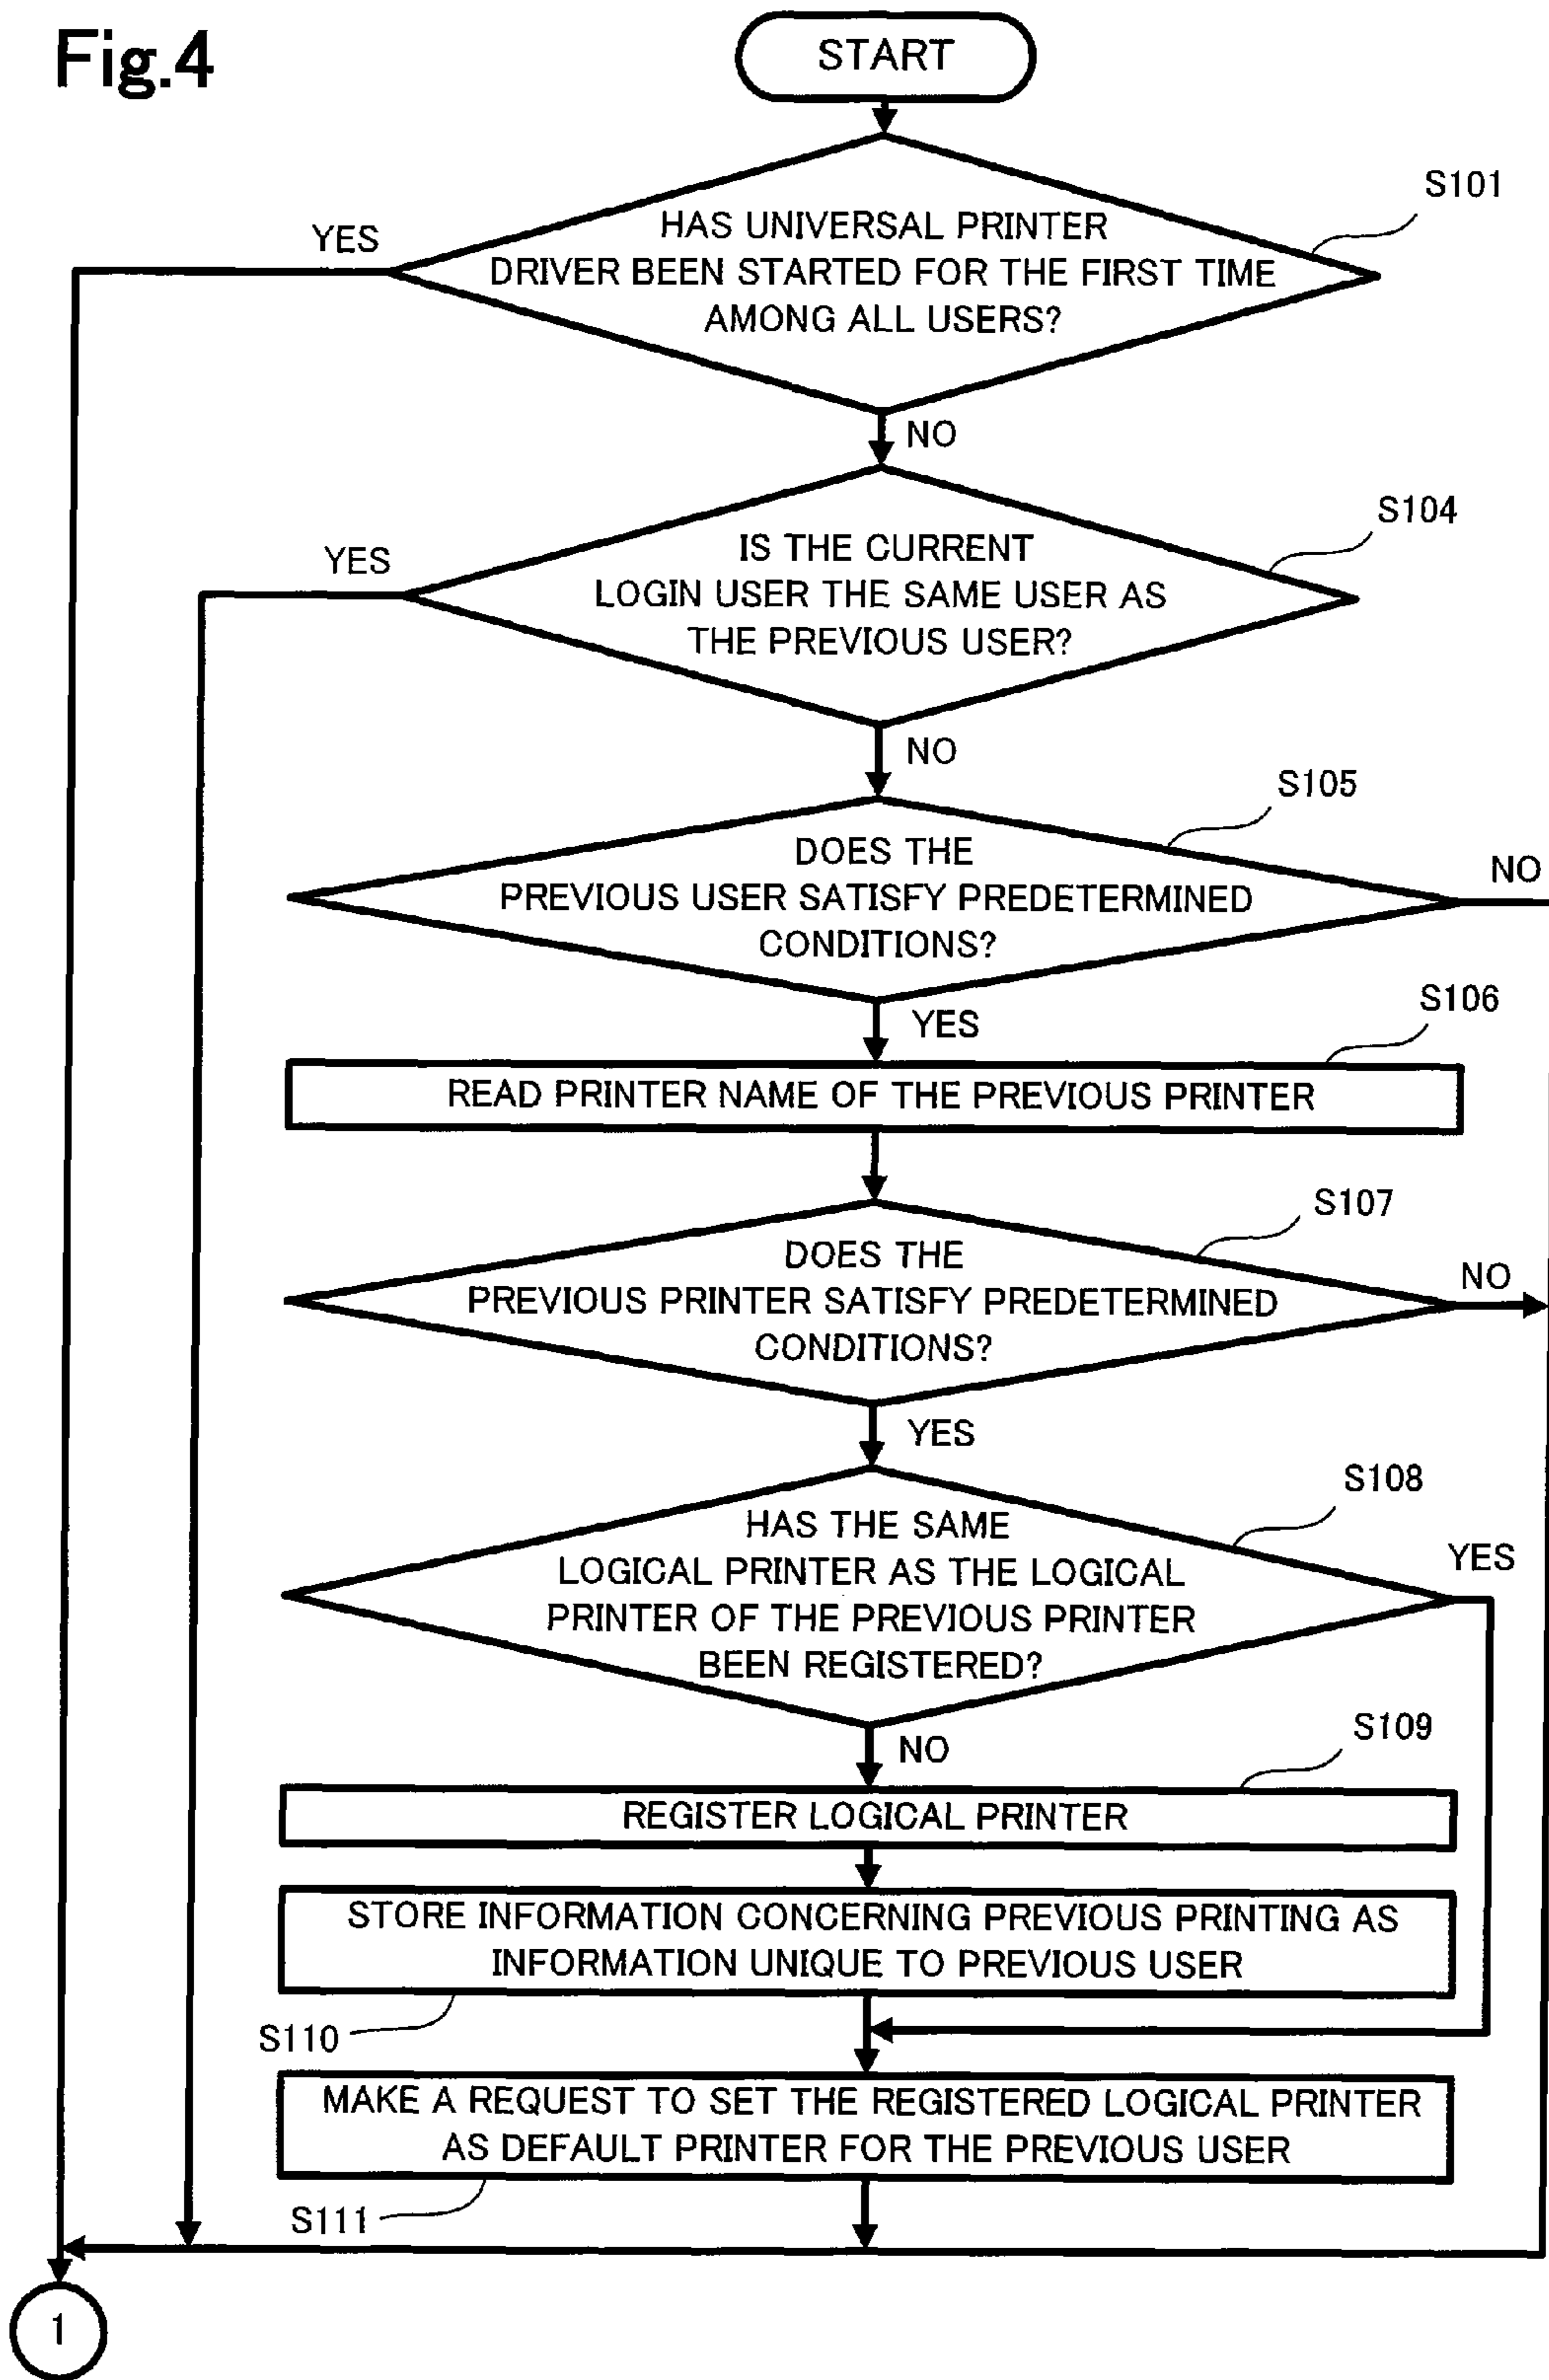 Fig.4
START
S101
YES
HAS UNIVERSAL PRINTER
DRIVER BEEN STARTED FOR THE FIRST TIME
AMONG ALL USERS?
NO
S104
YES
IS THE CURRENT
LOGIN USER THE SAME USER AS
THE PREVIOUS USER?
NO
S105
DOES THE
PREVIOUS USER SATISFY PREDETERMINED
CONDITIONS?
NO
YES
S106
READ PRINTER NAME OF THE PREVIOUS PRINTER
S107
DOES THE
PREVIOUS PRINTER SATISFY PREDETERMINED
CONDITIONS?
NO
YES
S108
HAS THE SAME
LOGICAL PRINTER AS THE LOGICAL
PRINTER OF THE PREVIOUS PRINTER
BEEN REGISTERED?
YES
NO
S109
REGISTER LOGICAL PRINTER
STORE INFORMATION CONCERNING PREVIOUS PRINTING AS
INFORMATION UNIQUE TO PREVIOUS USER
S110
MAKE A REQUEST TO SET THE REGISTERED LOGICAL PRINTER
AS DEFAULT PRINTER FOR THE PREVIOUS USER
S111
1